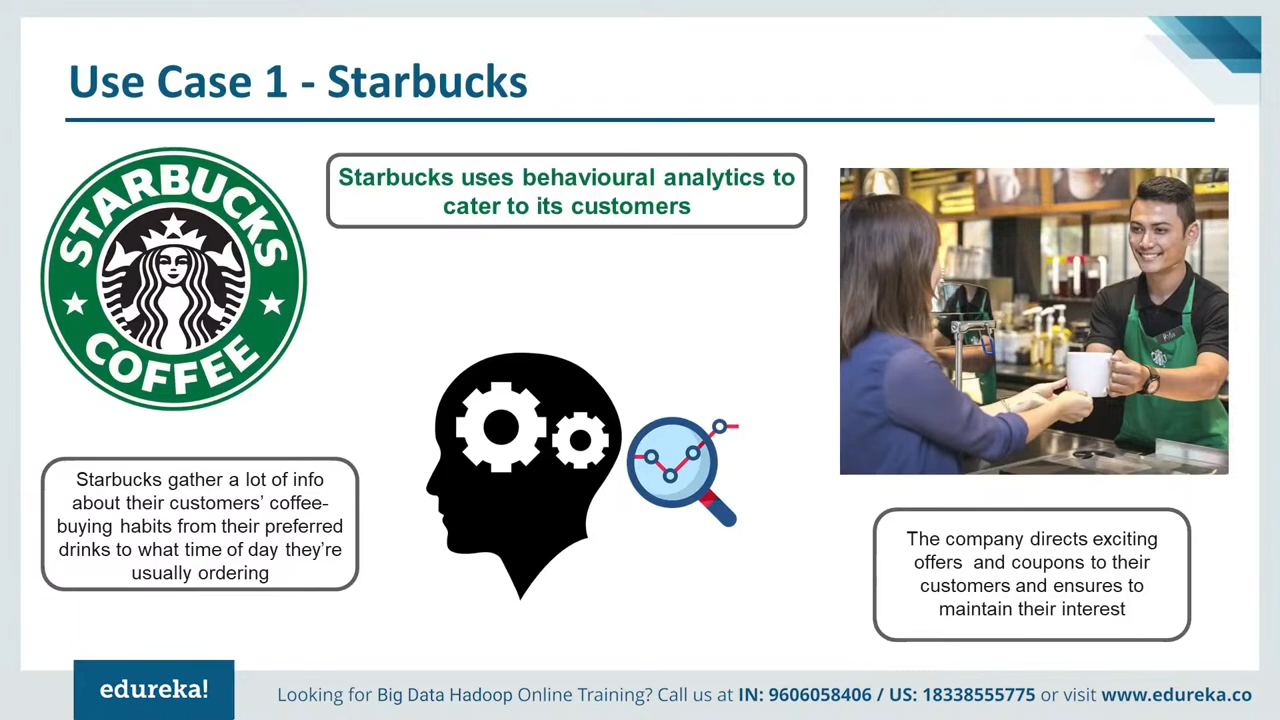 Use Case 1 - Starbucks
STARBUCKS
COFFEE
Starbucks uses behavioural analytics to
cater to its customers
Starbucks gather a lot of info
about their customers’ coffee-
buying habits from their preferred
drinks to what time of day they’re
usually ordering
The company directs exciting
offers  and coupons to their
customers and ensures to
maintain their interest
edureka!
Looking for Big Data Hadoop Online Training? Call us at IN: 9606058406 / US: 18338555775 or visit www.edureka.co